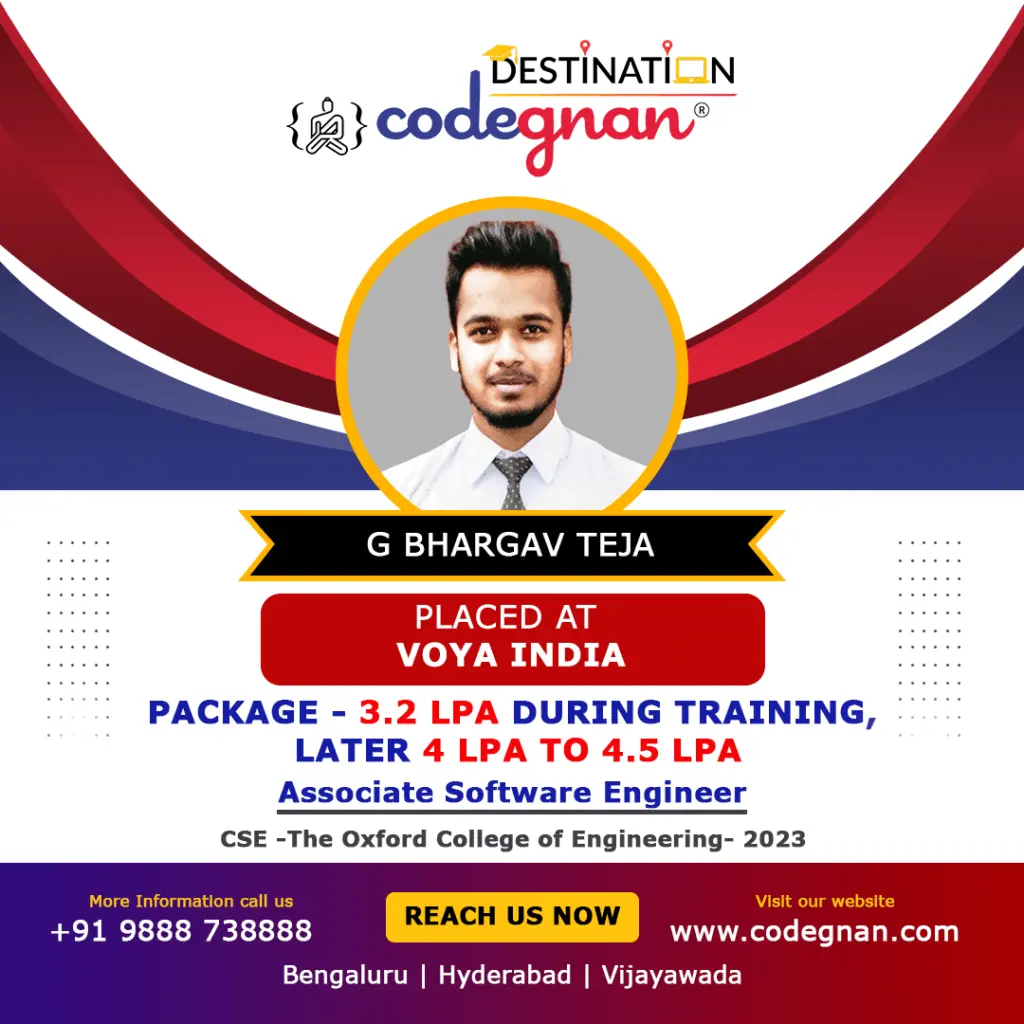 DESTINATION
codegnan®
G BHARGAV TEJA
PLACED AT
VOYA INDIA
PACKAGE - 3.2 LPA DURING TRAINING,
LATER 4 LPA TO 4.5 LPA
Associate Software Engineer
CSE -The Oxford College of Engineering- 2023
More Information call us
+91 9888 738888
REACH US NOW
Visit our website
www.codegnan.com
Bengaluru | Hyderabad | Vijayawada